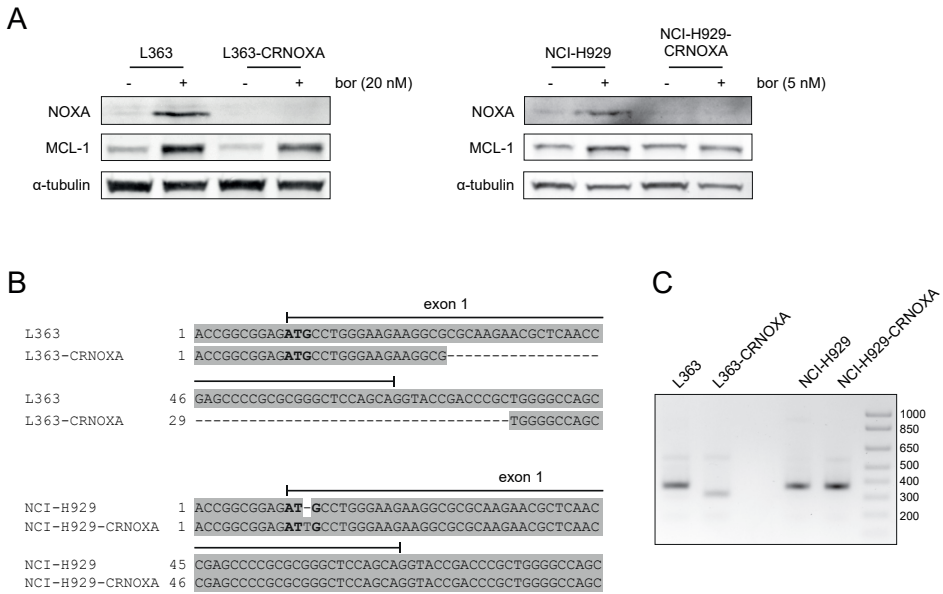 A
L363
L363-CRNOXA
- + - + bor (20 nM)
NOXA
MCL-1
α-tubulin
NCI-H929
NCI-H929-
CRNOXA
- + - + bor (5 nM)
NOXA
MCL-1
α-tubulin
B
exon 1
L363 1 ACCGGCGGAGATGCCTGGGAAGAAGGCGCGCAAGAACGCTCAACC
L363-CRNOXA 1 ACCGGCGGAGATGCCTGGGAAGAAGGCG-----------------
L363 46 GAGCCCCGCGCGGGCTCCAGCAGGTACCGACCCGCTGGGGCCAGC
L363-CRNOXA 29 -----------------------------------TGGGGCCAGC
exon 1
NCI-H929 1 ACCGGCGGAGAT-GCCTGGGAAGAAGGCGCGCAAGAACGCTCAAC
NCI-H929-CRNOXA 1 ACCGGCGGAGATTGCCTGGGAAGAAGGCGCGCAAGAACGCTCAAC
NCI-H929 45 CGAGCCCCGCGCGGGCTCCAGCAGGTACCGACCCGCTGGGGCCAGC
NCI-H929-CRNOXA 46 CGAGCCCCGCGCGGGCTCCAGCAGGTACCGACCCGCTGGGGCCAGC
C
L363
L363-CRNOXA
NCI-H929
NCI-H929-CRNOXA
1000
850
650
500
400
300
200